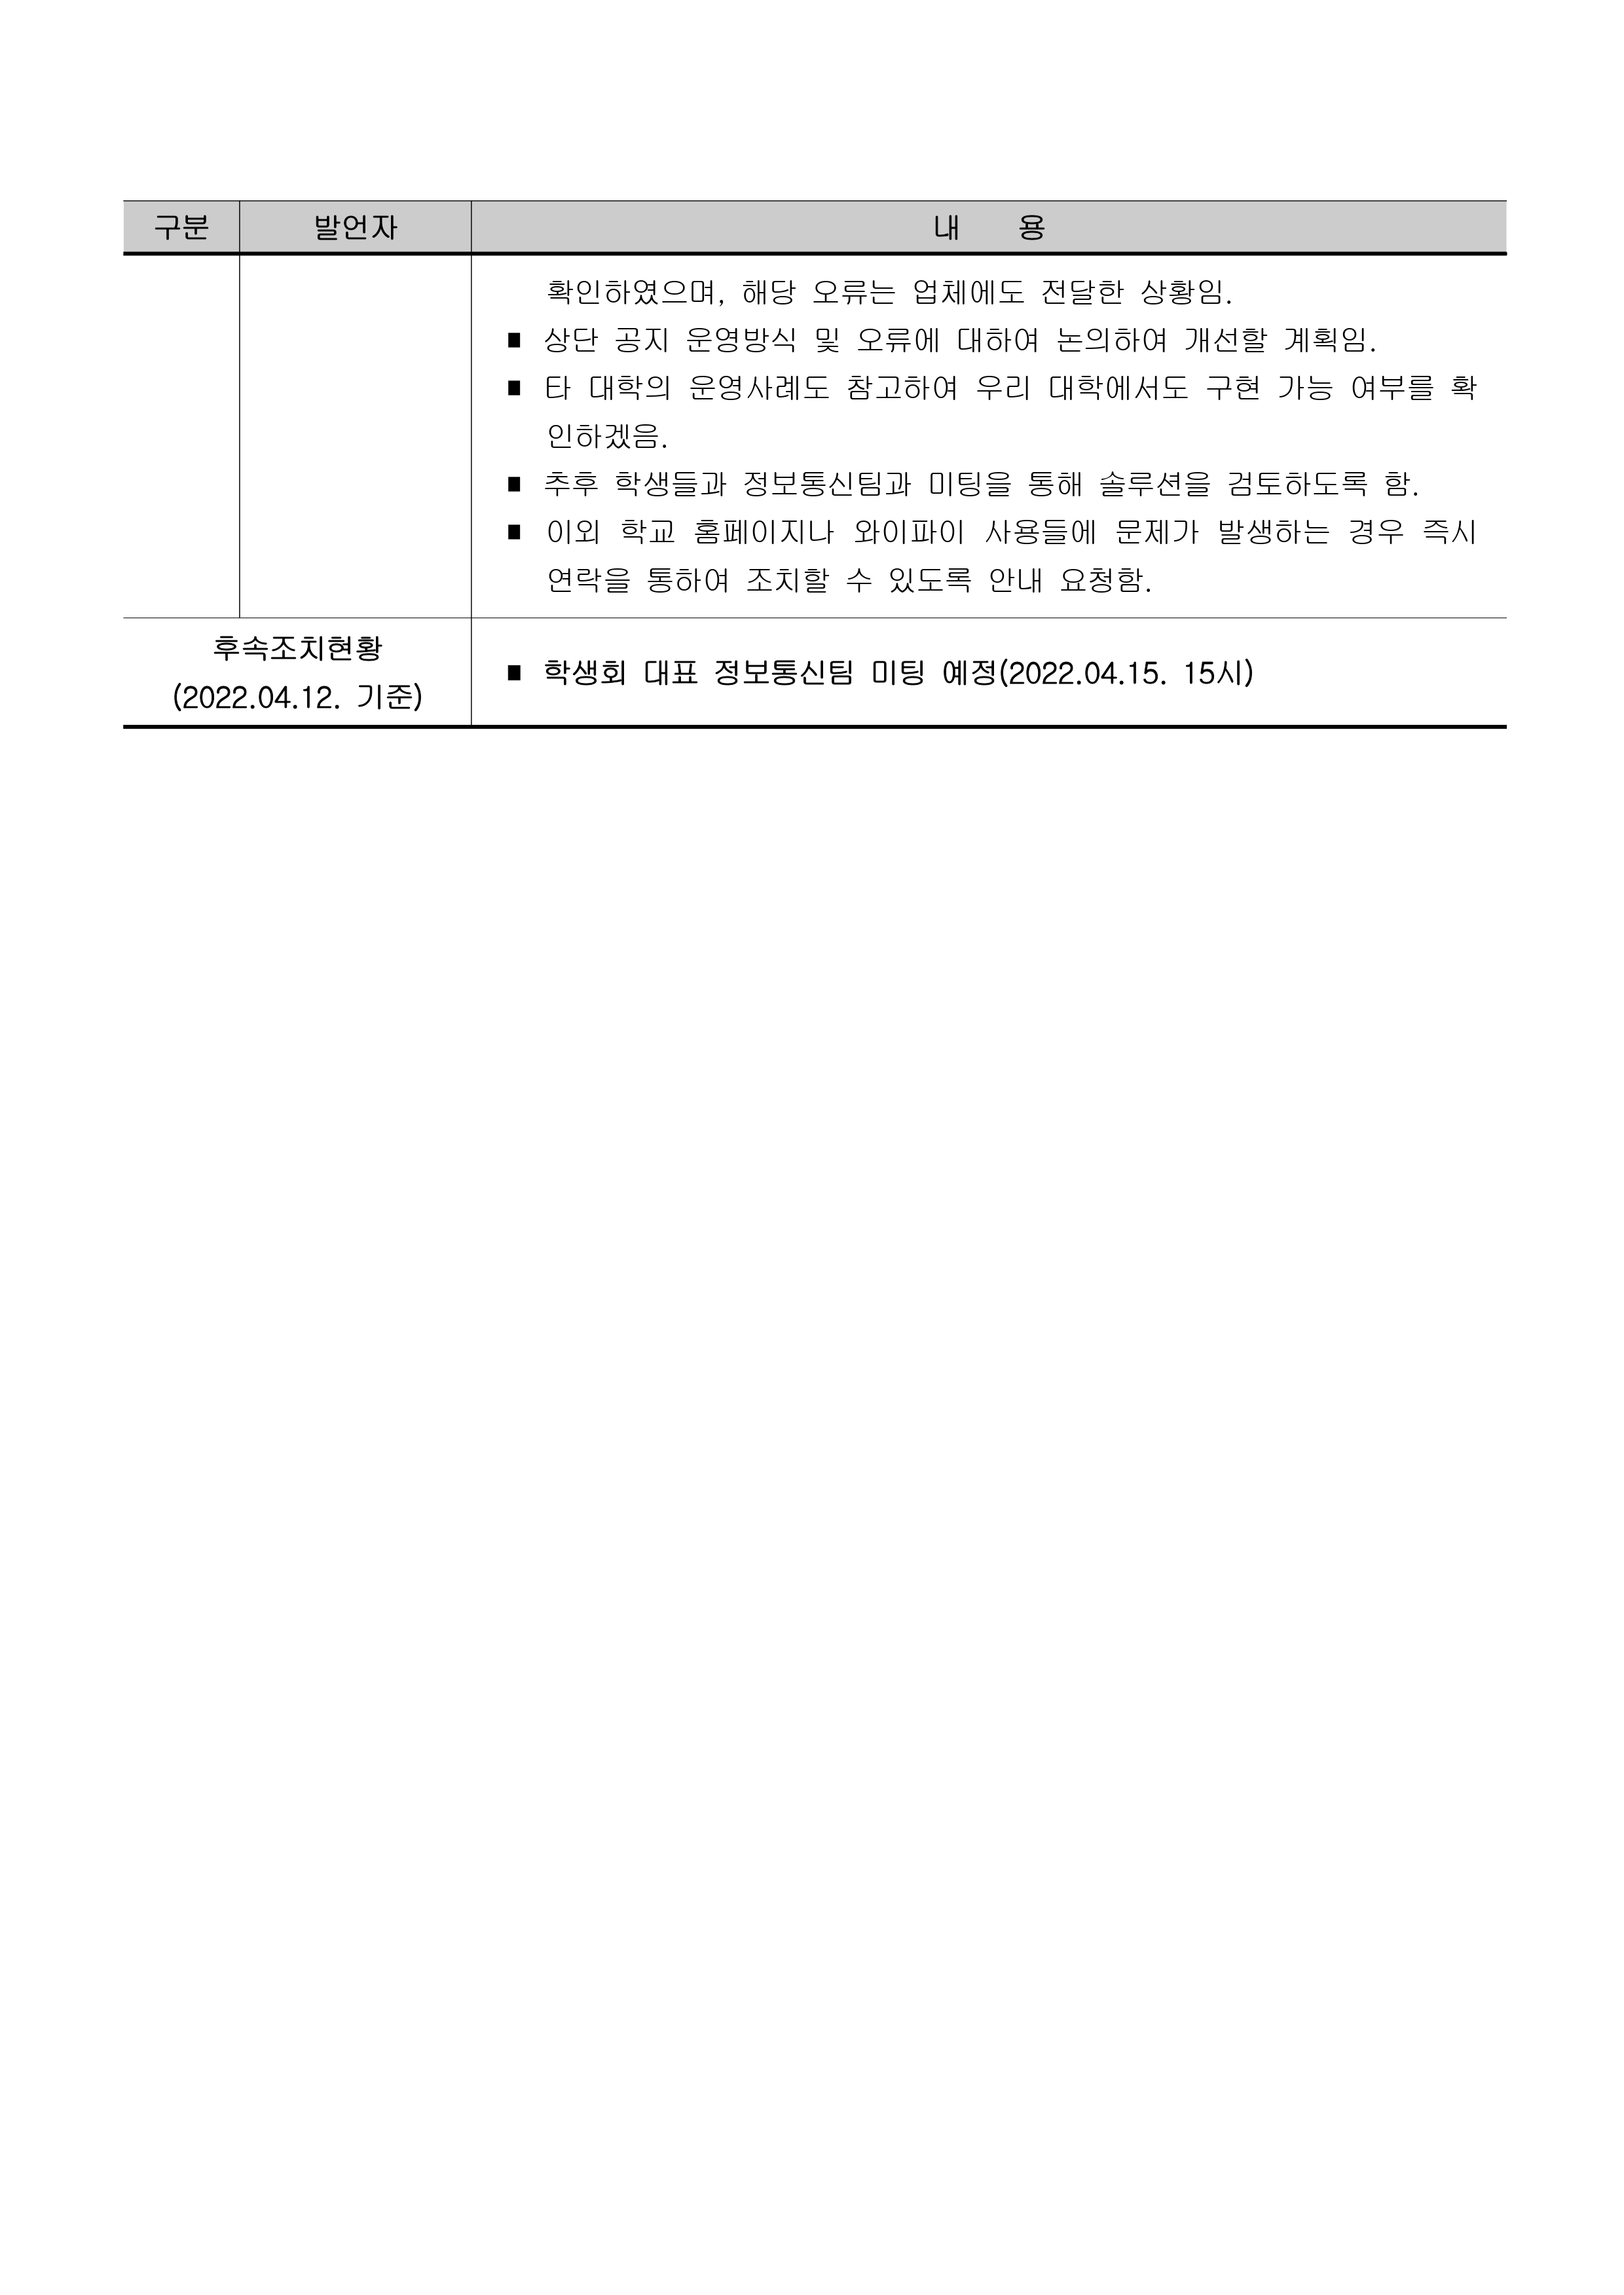 구분 발언자 내 용
확인하였으며, 해당 오류는 업체에도 전달한 상황임.
■ 상단 공지 운영방식 및 오류에 대하여 논의하여 개선할 계획임.
■ 타 대학의 운영사례도 참고하여 우리 대학에서도 구현 가능 여부를 확
인하겠음.
■ 추후 학생들과 정보통신팀과 미팅을 통해 솔루션을 검토하도록 함.
■ 이외 학교 홈페이지나 와이파이 사용들에 문제가 발생하는 경우 즉시
연락을 통하여 조치할 수 있도록 안내 요청함.
후속조치현황
(2022.04.12. 기준)
■ 학생회 대표 정보통신팀 미팅 예정(2022.04.15. 15시)